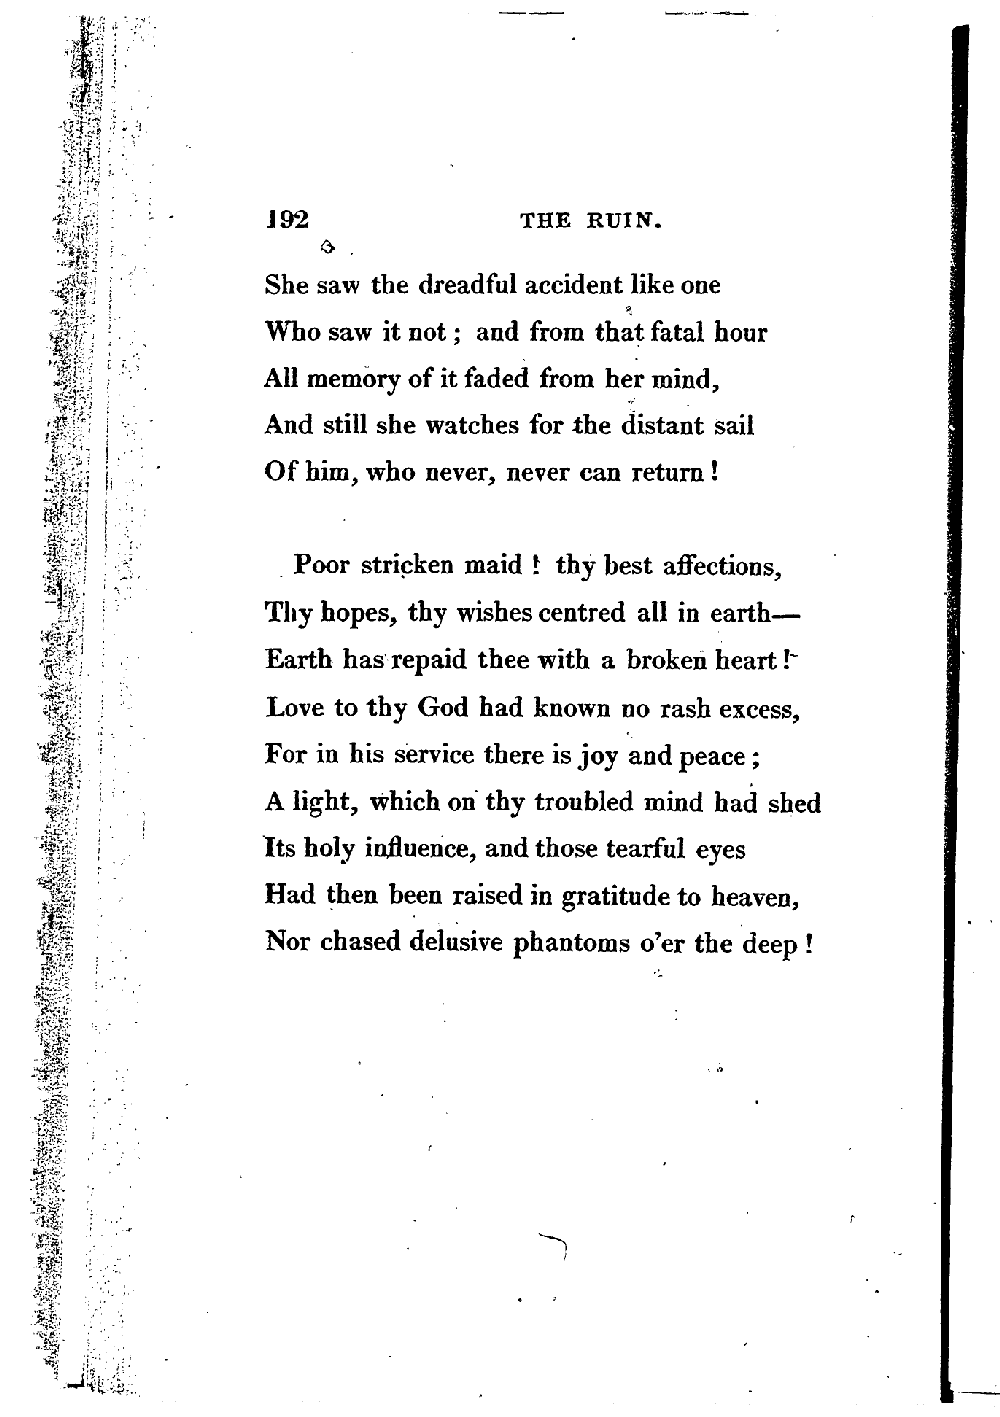 192 THE RUIN.
She saw the dreadful accident like one
Who saw it not ; and from that fatal hour
All memory of it faded from her mind,
And still she watches for the distant sail
Of him, who never, never can return !
Poor stricken maid ! thy best affections,
Thy hopes, thy wishes centred all in earth—
Earth has repaid thee with a broken heart !
Love to thy God had known no rash excess,
For in his service there is joy and peace ;
A light, which on thy troubled mind had shed
Its holy influence, and those tearful eyes
Had then been raised in gratitude to heaven,
Nor chased delusive phantoms o'er the deep !